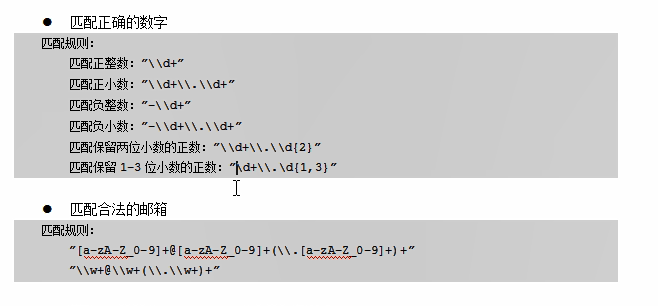 ● 匹配正确的数字
匹配规则：
匹配正整数："\\d+"
匹配正小数："\\d+\\.\\d+"
匹配负整数："-\\d+"
匹配负小数："-\\d+\\.\\d+"
匹配保留两位小数的正数："\\d+\\.\\d{2}"
匹配保留 1-3 位小数的正数："\d+\\.\d{1,3}"
● 匹配合法的邮箱
匹配规则：
"[a-zA-Z_0-9]+@[a-zA-Z_0-9]+(\\.[a-zA-Z_0-9]+)+"
"\\w+@\\w+(\\.\\w+)+"